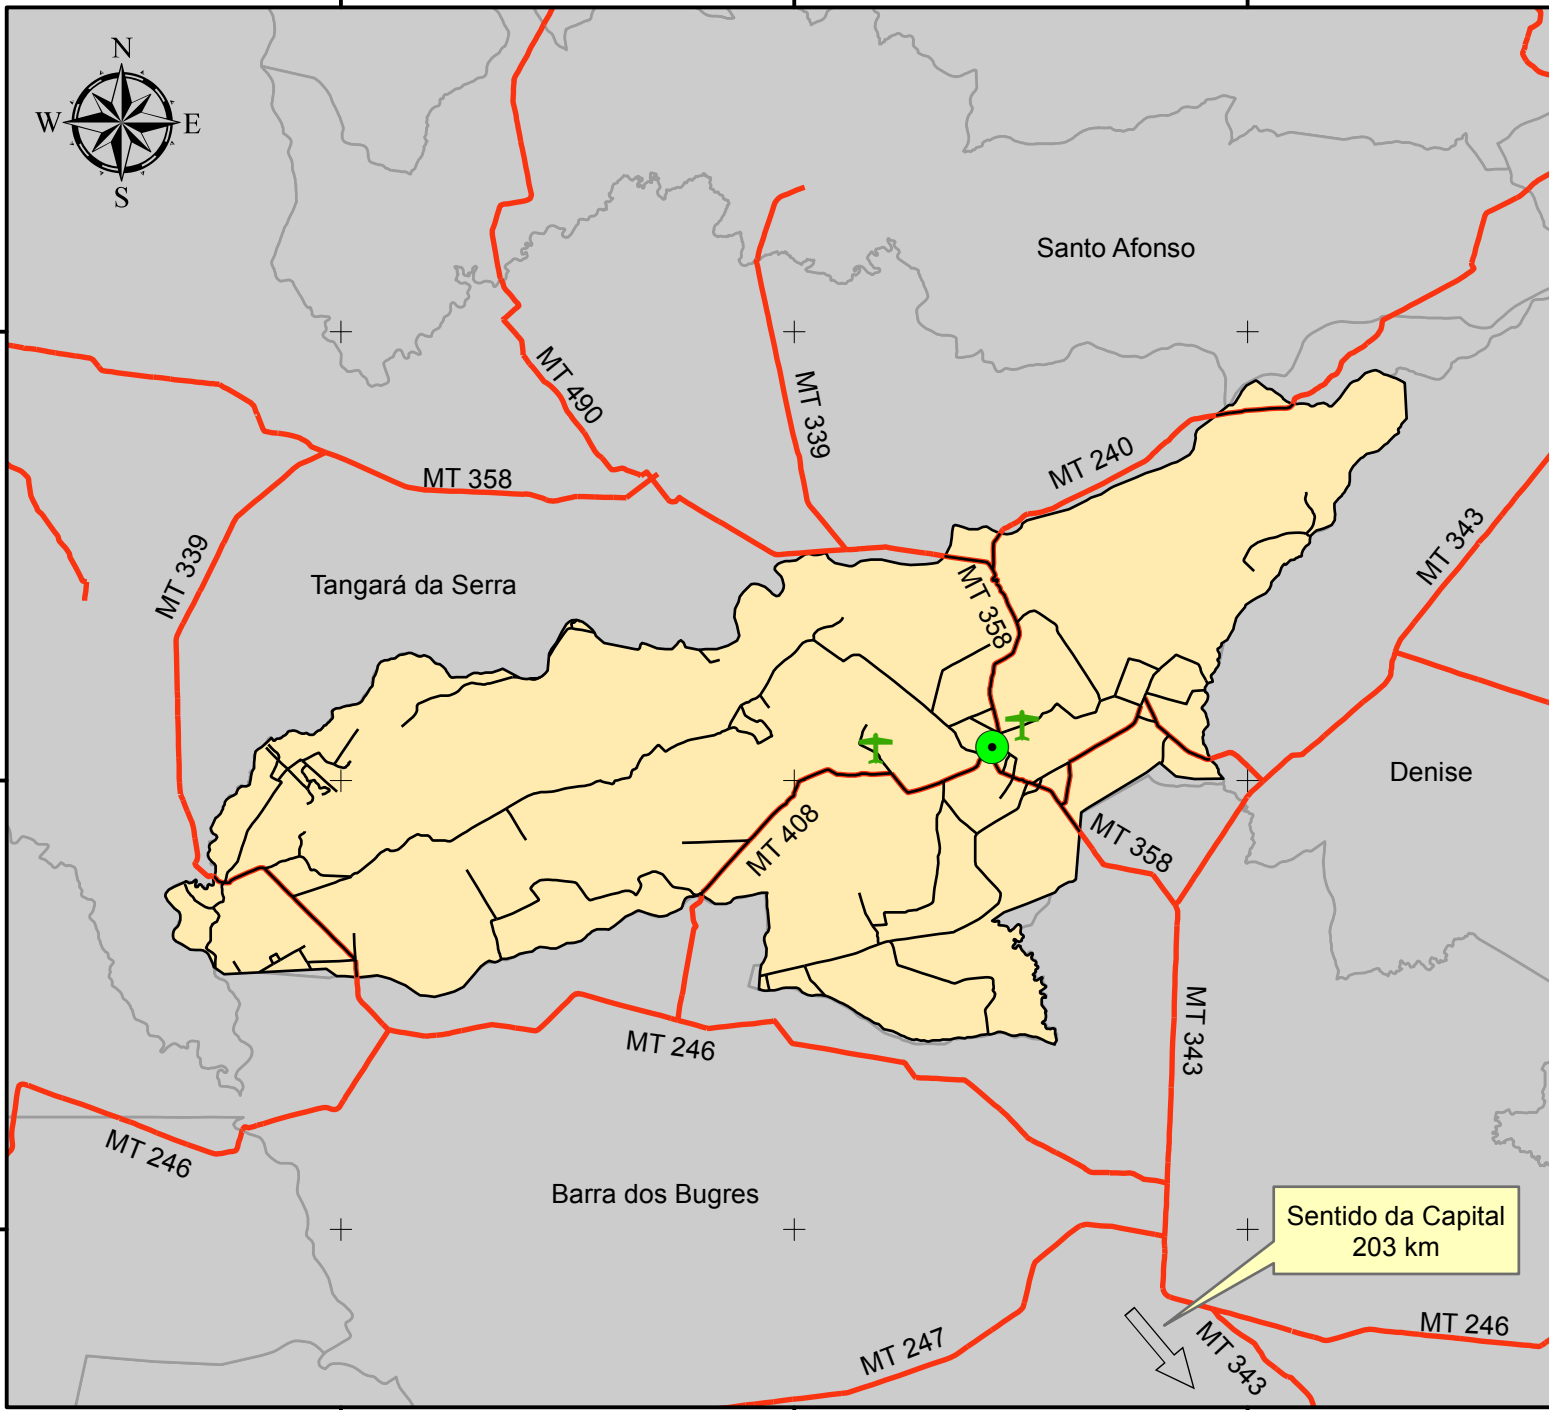 N
W
E
S
Santo Afonso
MT 490
MT 339
MT 240
MT 358
MT 343
MT 339
Tangará da Serra
MT 358
Denise
MT 408
MT 358
MT 343
MT 246
MT 246
Barra dos Bugres
Sentido da Capital
203 km
MT 246
MT 247
MT 343